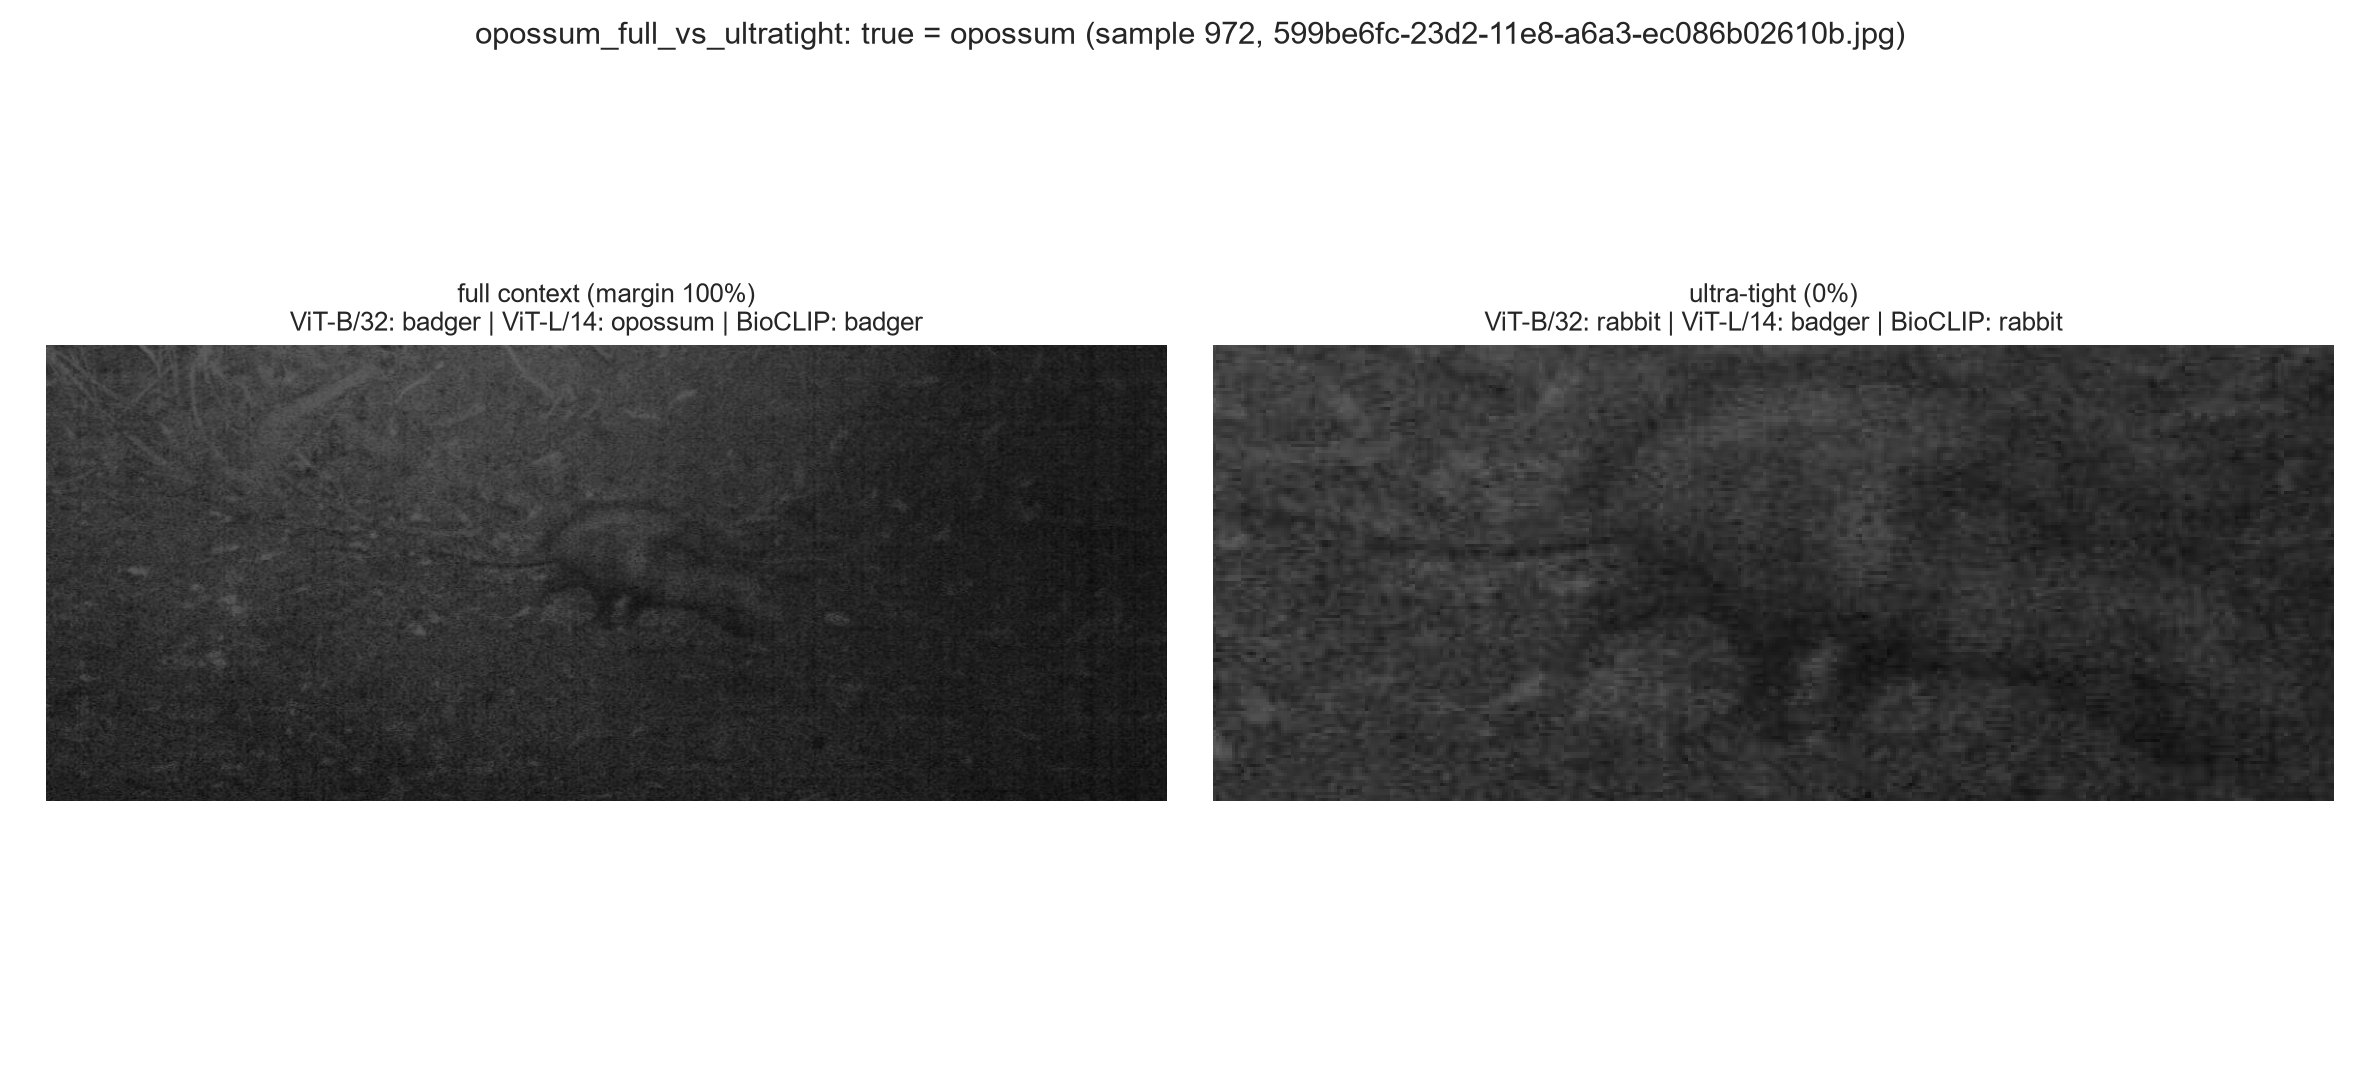 opossum_full_vs_ultratight: true = opossum (sample 972, 599be6fc-23d2-11e8-a6a3-ec086b02610b.jpg)
full context (margin 100%)
ViT-B/32: badger | ViT-L/14: opossum | BioCLIP: badger
ultra-tight (0%)
ViT-B/32: rabbit | ViT-L/14: badger | BioCLIP: rabbit